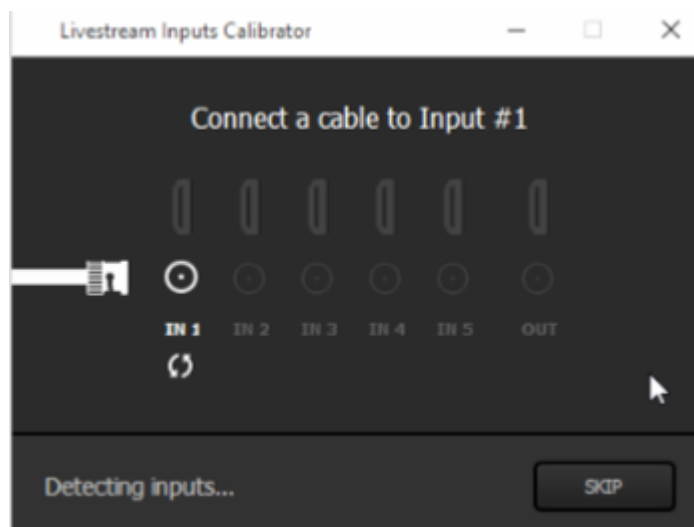 Livestream Inputs Calibrator
Connect a cable to Input #1
IN 1 IN 2 IN 3 IN 4 IN 5 OUT
Detecting inputs...
SKIP